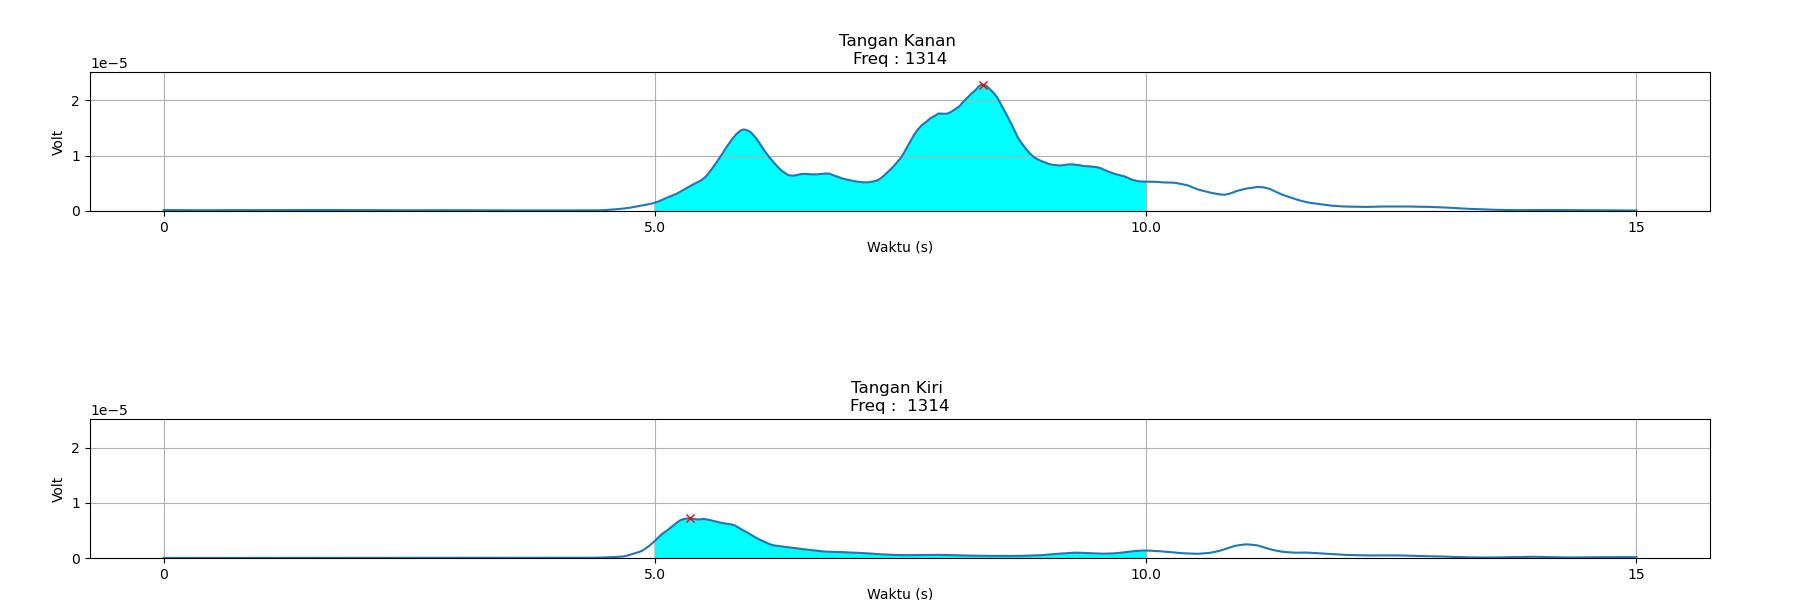 Tangan Kanan
Freq : 1314
1e−5
2
1
0
Volt
0 5.0 10.0 15
Waktu (s)
Tangan Kiri
Freq :  1314
1e−5
2
1
0
Volt
0 5.0 10.0 15
Waktu (s)